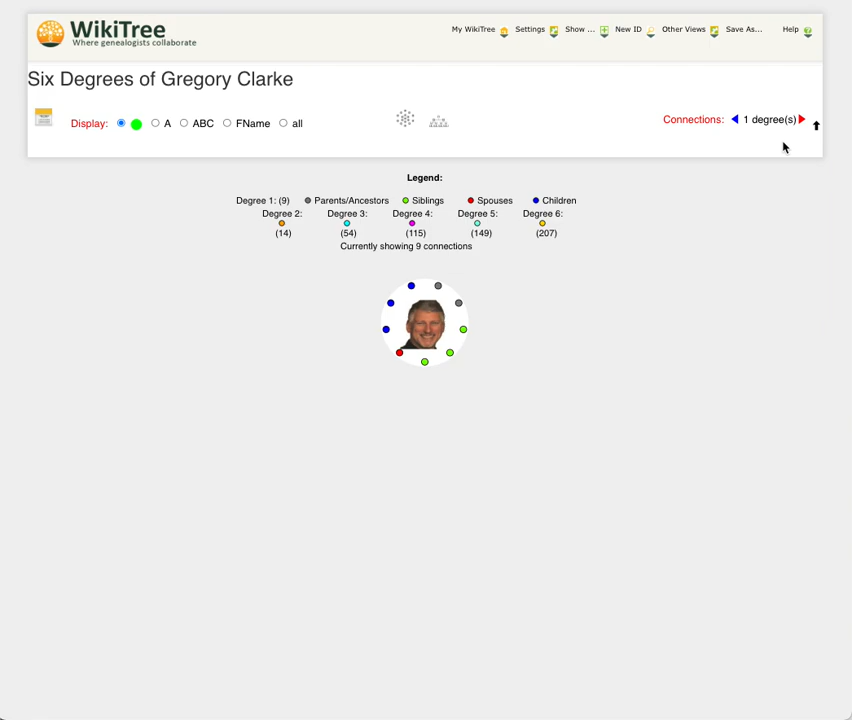 WikiTree
Where genealogists collaborate
My WikiTree Settings Show ... New ID Other Views Save As... Help
Six Degrees of Gregory Clarke
Display: A ABC FName all
Connections: 1 degree(s)
Legend:
Degree 1: (9) Parents/Ancestors Siblings Spouses Children
Degree 2: Degree 3: Degree 4: Degree 5: Degree 6:
(14) (54) (115) (149) (207)
Currently showing 9 connections